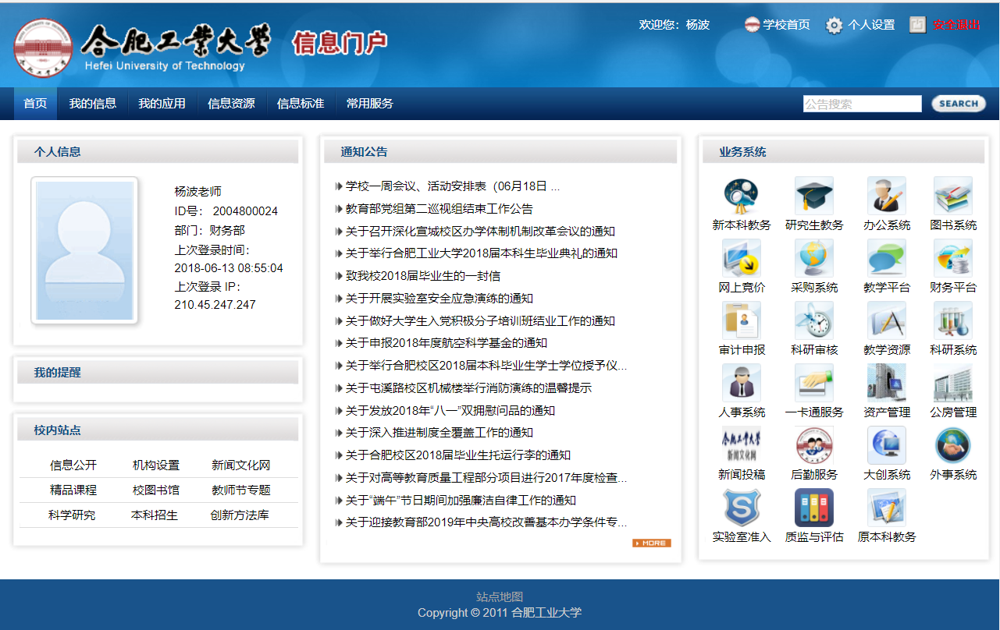 合肥工業大學 信息门户
Hefei University of Technology
欢迎您：杨波 学校首页 个人设置 安全退出
首页 我的信息 我的应用 信息资源 信息标准 常用服务 公告搜索 SEARCH
个人信息
杨波老师
ID号： 2004800024
部门：财务部
上次登录时间：
2018-06-13 08:55:04
上次登录 IP：
210.45.247.247
我的提醒
校内站点
信息公开 机构设置 新闻文化网
精品课程 校图书馆 教师节专题
科学研究 本科招生 创新方法库
通知公告
学校一周会议、活动安排表（06月18日 ...
教育部党组第二巡视组结束工作公告
关于召开深化宣城校区办学体制机制改革会议的通知
关于举行合肥工业大学2018届本科生毕业典礼的通知
致我校2018届毕业生的一封信
关于开展实验室安全应急演练的通知
关于做好大学生入党积极分子培训班结业工作的通知
关于申报2018年度航空科学基金的通知
关于举行合肥校区2018届本科毕业生学士学位授予仪...
关于屯溪路校区机械楼举行消防演练的温馨提示
关于发放2018年“八一”双拥慰问品的通知
关于深入推进制度全覆盖工作的通知
关于合肥校区2018届毕业生托运行李的通知
关于对高等教育质量工程部分项目进行2017年度检查...
关于“端午”节日期间加强廉洁自律工作的通知
关于迎接教育部2019年中央高校改善基本办学条件专...
MORE
业务系统
新本科教务 研究生教务 办公系统 图书系统
网上竞价 采购系统 教学平台 财务平台
审计申报 科研审核 教学资源 科研系统
人事系统 一卡通服务 资产管理 公房管理
合肥工業大學
新闻文化网
新闻投稿 后勤服务 大创系统 外事系统
实验室准入 质监与评估 原本科教务
站点地图
Copyright © 2011 合肥工业大学